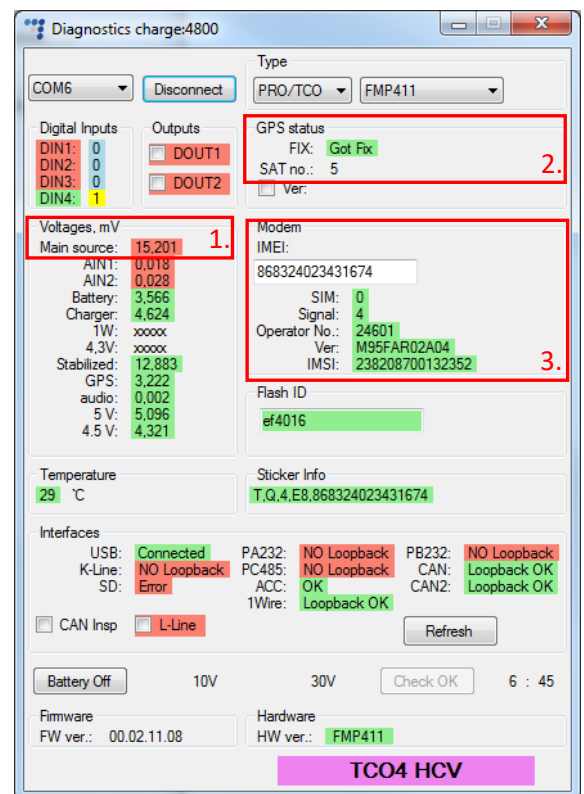 Diagnostics charge:4800
COM6 Disconnect
Type
PRO/TCO FMP411
Digital Inputs
DIN1: 0
DIN2: 0
DIN3: 0
DIN4: 1
Outputs
DOUT1
DOUT2
GPS status
FIX: Got Fix
SAT no.: 5
Ver:
2.
Voltages, mV
1.
Main source: 15,201
AIN1: 0,018
AIN2: 0,028
Battery: 3,566
Charger: 4,624
1W: xxxxx
4,3V: xxxxx
Stabilized: 12,883
GPS: 3,222
audio: 0,002
5 V: 5,096
4.5 V: 4,321
Modem
IMEI:
868324023431674
SIM: 0
Signal: 4
Operator No.: 24601
Ver: M95FAR02A04
IMSI: 238208700132352
3.
Flash ID
ef4016
Temperature
29 °C
Sticker Info
T,Q,4,E8,868324023431674
Interfaces
USB: Connected PA232: NO Loopback PB232: NO Loopback
K-Line: NO Loopback PC485: NO Loopback CAN: Loopback OK
SD: Error ACC: OK CAN2: Loopback OK
1Wire: Loopback OK
CAN Insp L-Line Refresh
Battery Off 10V 30V Check OK 6 : 45
Firmware
FW ver.: 00.02.11.08
Hardware
HW ver.: FMP411
TCO4 HCV